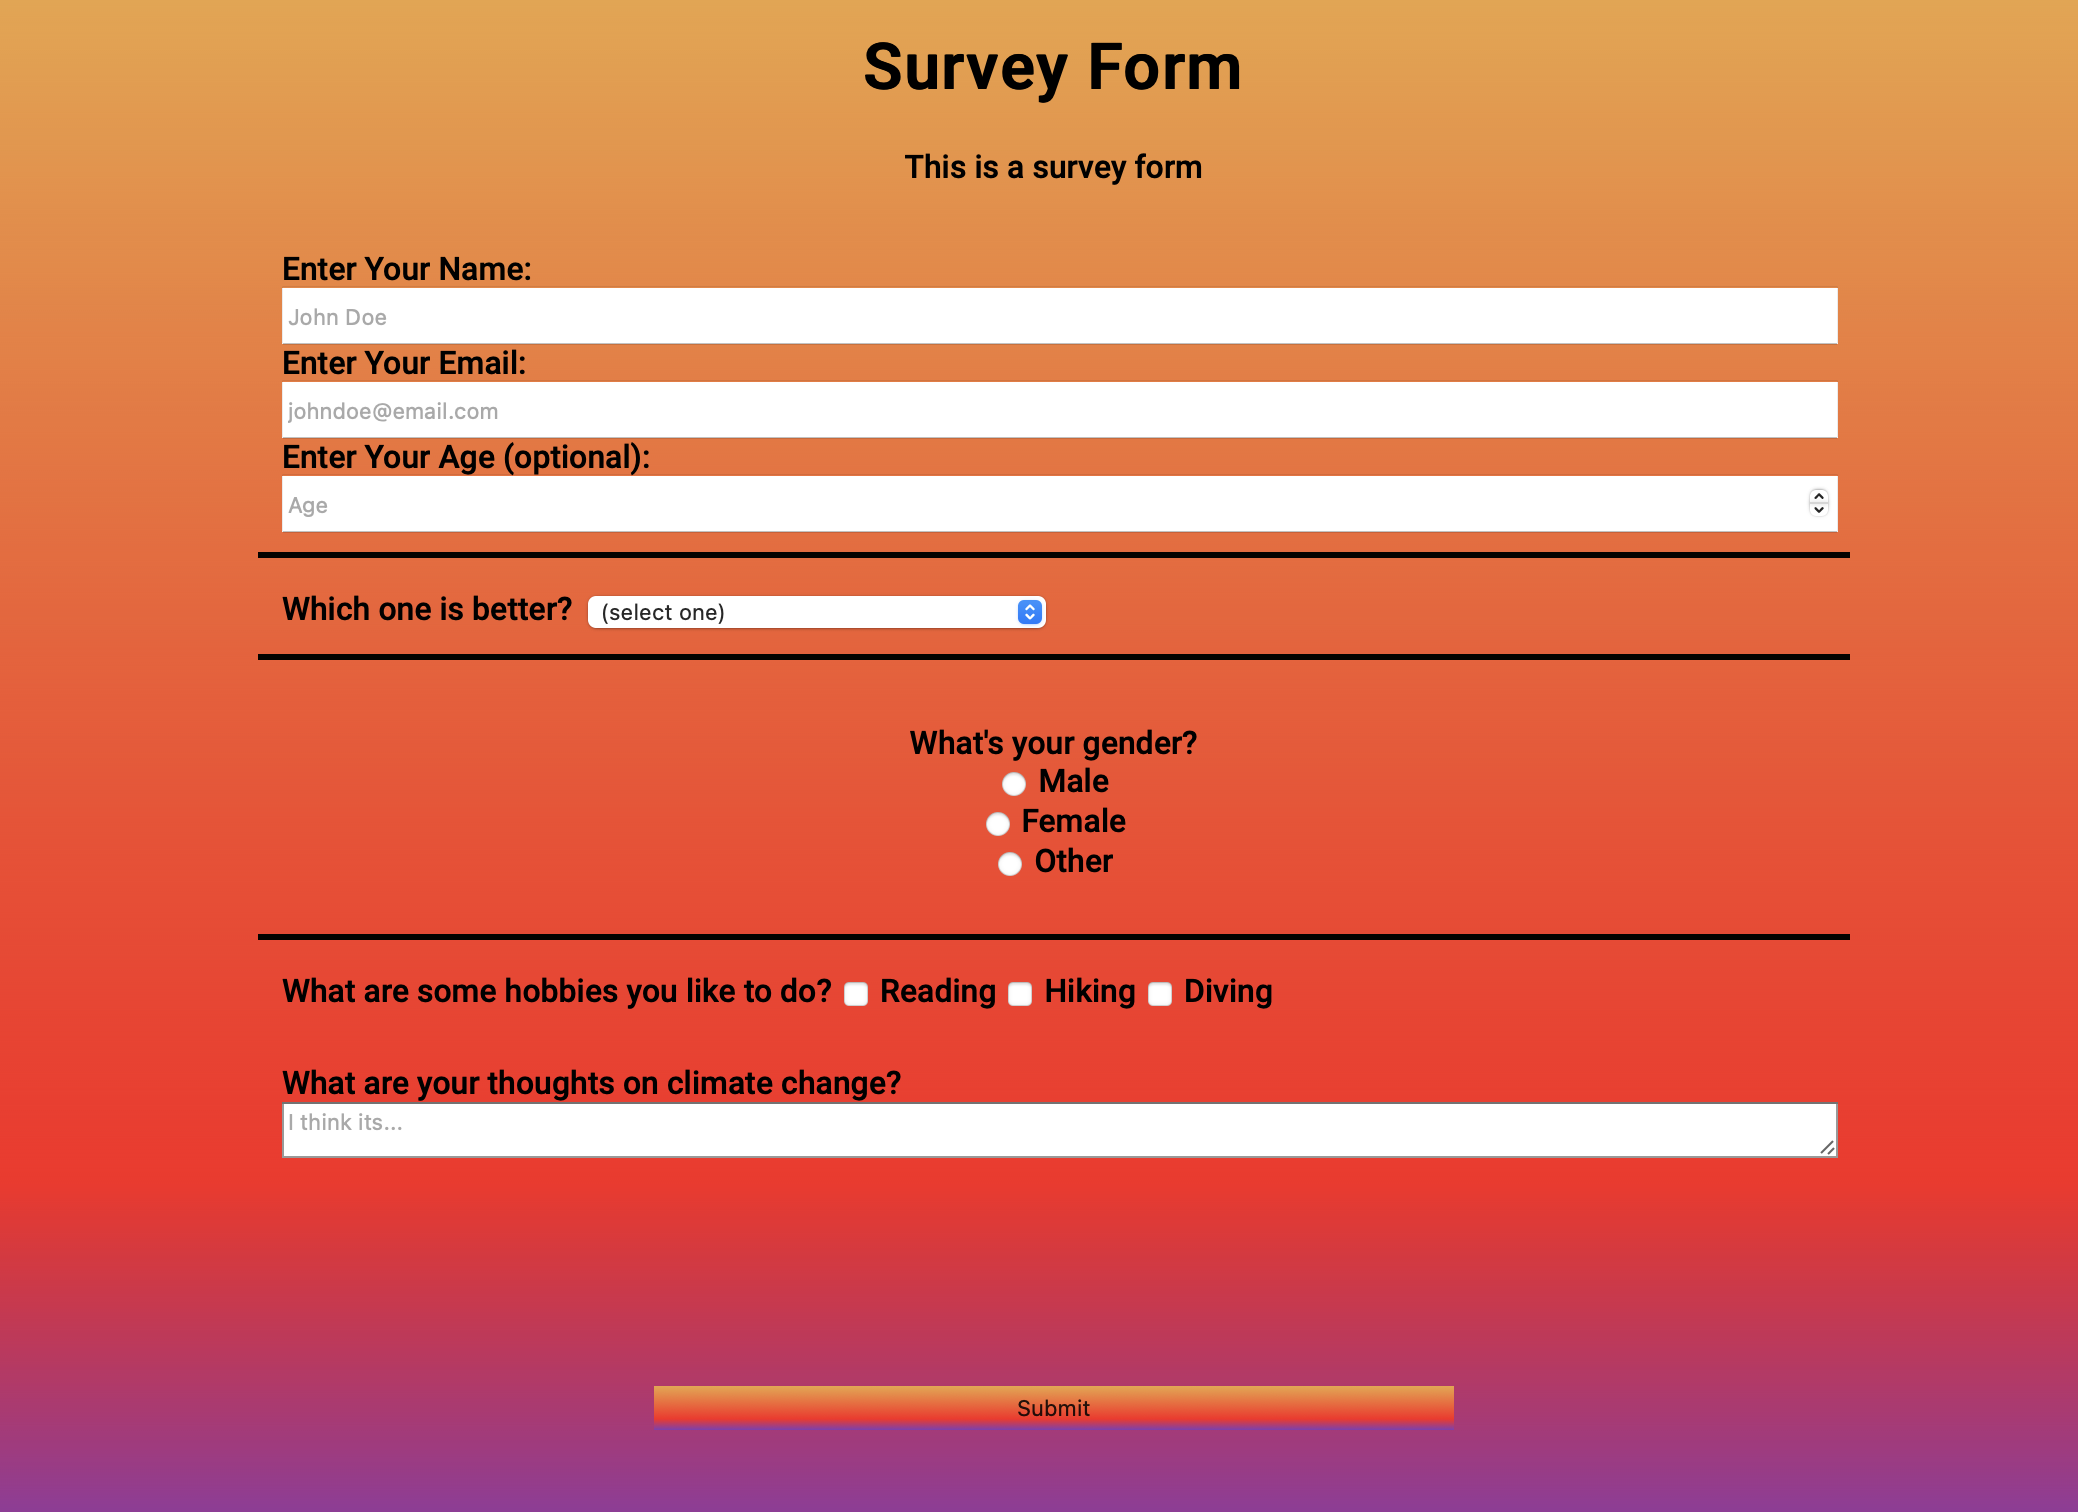 Survey Form
This is a survey form
Enter Your Name:
John Doe
Enter Your Email:
johndoe@email.com
Enter Your Age (optional):
Age
Which one is better? (select one)
What's your gender?
Male
Female
Other
What are some hobbies you like to do? Reading Hiking Diving
What are your thoughts on climate change?
I think its...
Submit